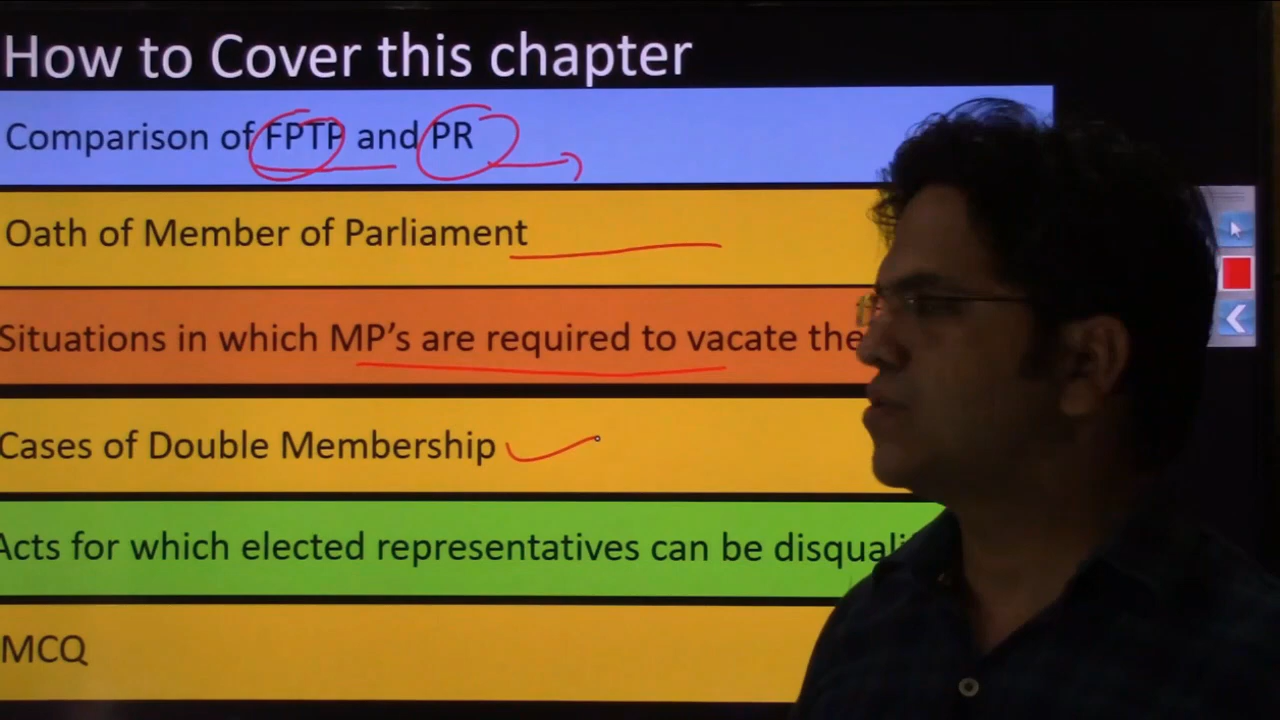 How to Cover this chapter
Comparison of FPTP and PR
Oath of Member of Parliament
Situations in which MP's are required to vacate the
Cases of Double Membership
Acts for which elected representatives can be
MCQ